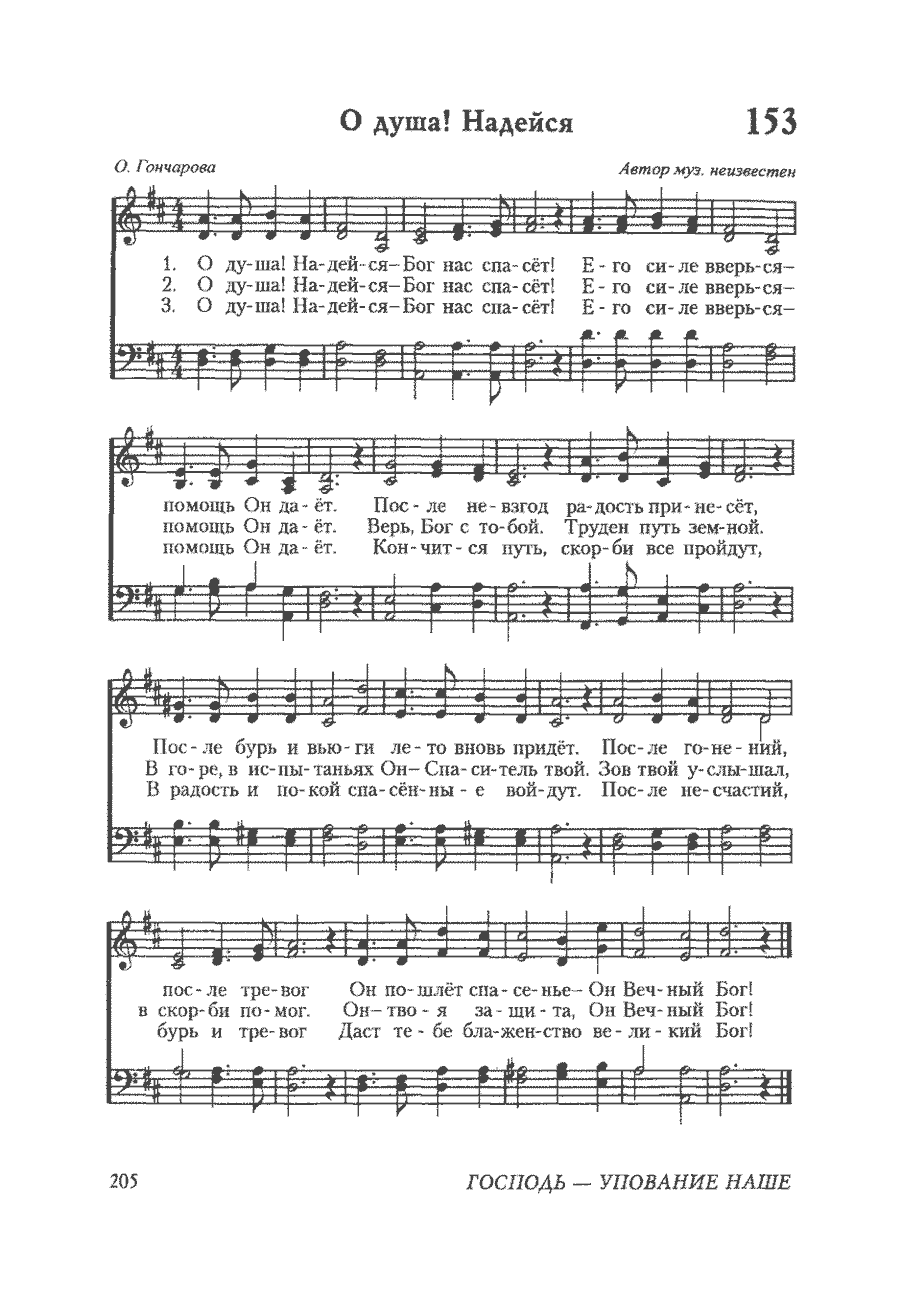 О душа! Надейся 153
О. Гончарова Автор муз. неизвестен
1. О ду-ша! На-дей-ся–Бог нас спа-сёт! Е-го си-ле вверь-ся–
2. О ду-ша! На-дей-ся–Бог нас спа-сёт! Е-го си-ле вверь-ся–
3. О ду-ша! На-дей-ся–Бог нас спа-сёт! Е-го си-ле вверь-ся–
помощь Он да-ёт. Пос-ле не-взгод ра-дость при-не-сёт,
помощь Он да-ёт. Верь, Бог с то-бой. Труден путь зем-ной.
помощь Он да-ёт. Кон-чит-ся путь, скор-би все пройдут,
Пос-ле бурь и вью-ги ле-то вновь придёт. Пос-ле го-не-ний,
В го-ре, в ис-пы-таньях Он– Спа-си-тель твой. Зов твой у-слы-шал,
В радость и по-кой спа-сён-ны-е вой-дут. Пос-ле не-счастий,
пос-ле тре-вог Он по-шлёт спа-се-нье– Он Веч-ный Бог!
в скор-би по-мог. Он– тво-я за-щи-та, Он Веч-ный Бог!
бурь и тре-вог Даст те-бе бла-жен-ство ве-ли-кий Бог!
205 ГОСПОДЬ — УПОВАНИЕ НАШЕ